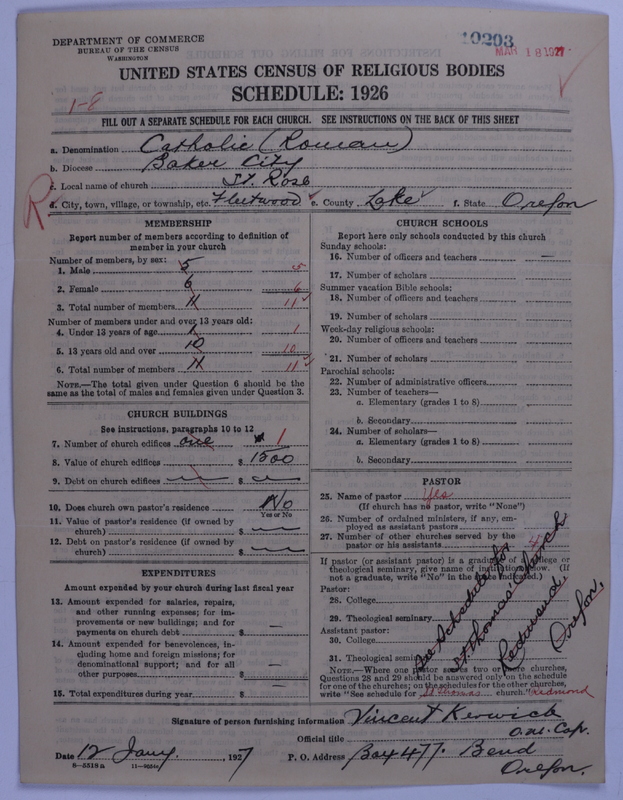 DEPARTMENT OF COMMERCE
BUREAU OF THE CENSUS
WASHINGTON
10203
MAR 18 1927
1-8
UNITED STATES CENSUS OF RELIGIOUS BODIES
SCHEDULE: 1926
FILL OUT A SEPARATE SCHEDULE FOR EACH CHURCH. SEE INSTRUCTIONS ON THE BACK OF THIS SHEET
a. Denomination Catholic (Roman)
b. Diocese Baker City
c. Local name of church St. Rose
R
d. City, town, village, or township, etc. Fleetwood e. County Lake f. State Oregon
MEMBERSHIP
Report number of members according to definition of
member in your church
Number of members, by sex:
1. Male 5 5
2. Female 6 6
3. Total number of members 11 11
Number of members under and over 13 years old:
4. Under 13 years of age 1 1
5. 13 years old and over 10 10
6. Total number of members 11 11
NOTE.—The total given under Question 6 should be the
same as the total of males and females given under Question 3.
CHURCH BUILDINGS
See instructions, paragraphs 10 to 12
7. Number of church edifices one 1
8. Value of church edifices $ 1500
9. Debt on church edifices $
10. Does church own pastor's residence No
Yes or No
11. Value of pastor's residence (if owned by
church) $
12. Debt on pastor's residence (if owned by
church) $
EXPENDITURES
Amount expended by your church during last fiscal year
13. Amount expended for salaries, repairs,
and other running expenses; for im-
provements or new buildings; and for
payments on church debt $ —
14. Amount expended for benevolences, in-
cluding home and foreign missions; for
denominational support; and for all
other purposes $ —
15. Total expenditures during year $
CHURCH SCHOOLS
Report here only schools conducted by this church
Sunday schools:
16. Number of officers and teachers —
17. Number of scholars
Summer vacation Bible schools:
18. Number of officers and teachers
19. Number of scholars
Week-day religious schools:
20. Number of officers and teachers
21. Number of scholars
Parochial schools:
22. Number of administrative officers
23. Number of teachers—
a. Elementary (grades 1 to 8)
b. Secondary
24. Number of scholars—
a. Elementary (grades 1 to 8)
b. Secondary
PASTOR
25. Name of pastor Yes
(If church has no pastor, write "None")
26. Number of ordained ministers, if any, em-
ployed as assistant pastors
27. Number of other churches served by the
pastor or his assistants
If pastor (or assistant pastor) is a graduate of a college or
theological seminary, give name of institution below. (If
not a graduate, write "No" in the space indicated.)
Pastor:
28. College
29. Theological seminary
Assistant pastor:
30. College
31. Theological seminary
See Schedule for
St Thomas Church
Redmond,
Oregon.
NOTE.—Where one pastor serves two or more churches,
Questions 28 and 29 should be answered only on the schedule
for one of the churches; on the schedules for the other churches,
write "See schedule for St Thomas church." Redmond
Signature of person furnishing information Vincent Kerwick
Official title O.M. Cap.
Date 12 Jany. 1927 P. O. Address Box 477. Bend
8—5518 a Oregon.